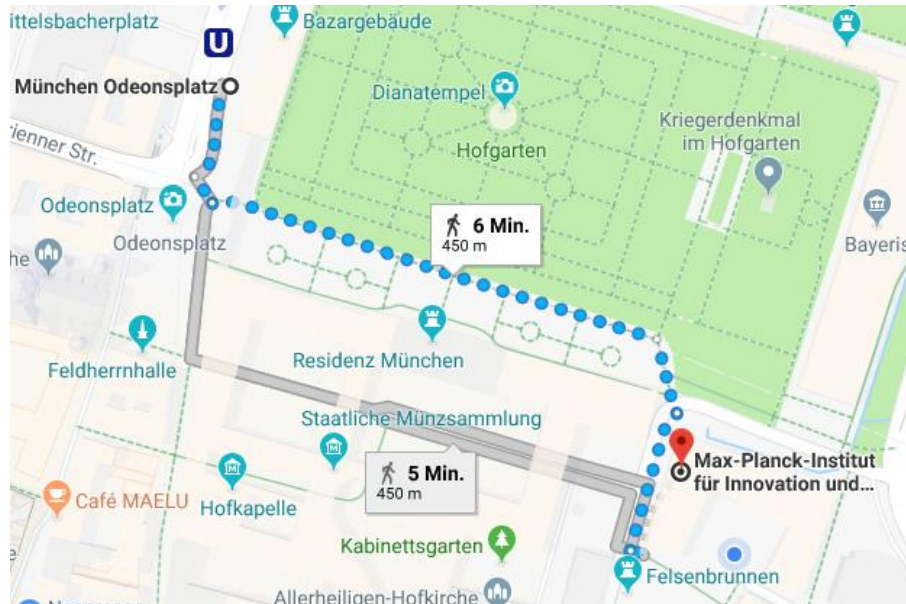 ittelsbacherplatz
Bazargebäude
U
München Odeonsplatz
Dianatempel
Hofgarten
Kriegerdenkmal
im Hofgarten
rienner Str.
Odeonsplatz
Odeonsplatz
6 Min.
450 m
Bayeris
he
Feldherrnhalle
Residenz München
Staatliche Münzsammlung
5 Min.
450 m
Max-Planck-Institut
für Innovation und...
Café MAELU
Hofkapelle
Kabinettsgarten
Felsenbrunnen
Allerheiligen-Hofkirche